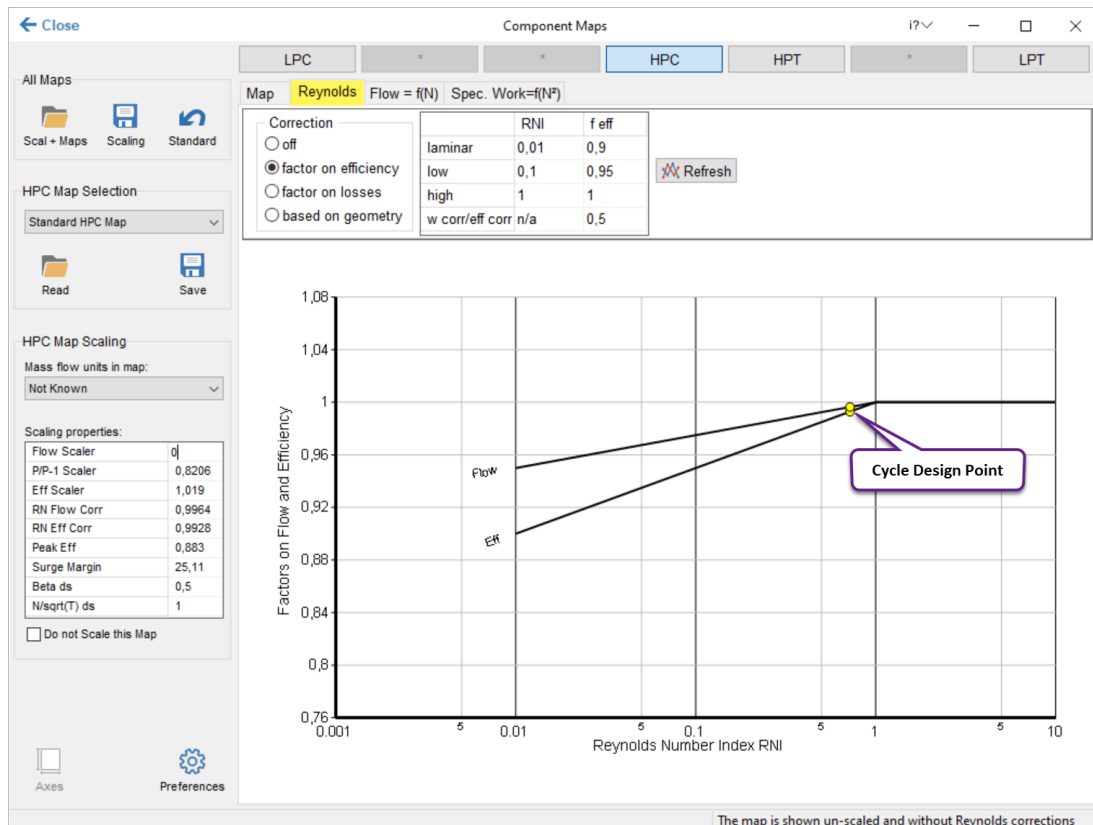 Close
Component Maps
i?
LPC * * HPC HPT * LPT
All Maps
Scal + Maps Scaling Standard
HPC Map Selection
Standard HPC Map
Read Save
HPC Map Scaling
Mass flow units in map:
Not Known
Scaling properties:
Flow Scaler 0
P/P-1 Scaler 0,8206
Eff Scaler 1,019
RN Flow Corr 0,9964
RN Eff Corr 0,9928
Peak Eff 0,883
Surge Margin 25,11
Beta ds 0,5
N/sqrt(T) ds 1
Do not Scale this Map
Axes Preferences
Map Reynolds Flow = f(N) Spec. Work=f(N²)
Correction
off
factor on efficiency
factor on losses
based on geometry
RNI f eff
laminar 0,01 0,9
low 0,1 0,95
high 1 1
w corr/eff corr n/a 0,5
Refresh
Factors on Flow and Efficiency
1,08
1,04
1
0,96
0,92
0,88
0,84
0,8
0,76
Flow
Eff
Cycle Design Point
0.001 5 0.01 5 0.1 5 1 5 10
Reynolds Number Index RNI
The map is shown un-scaled and without Reynolds corrections